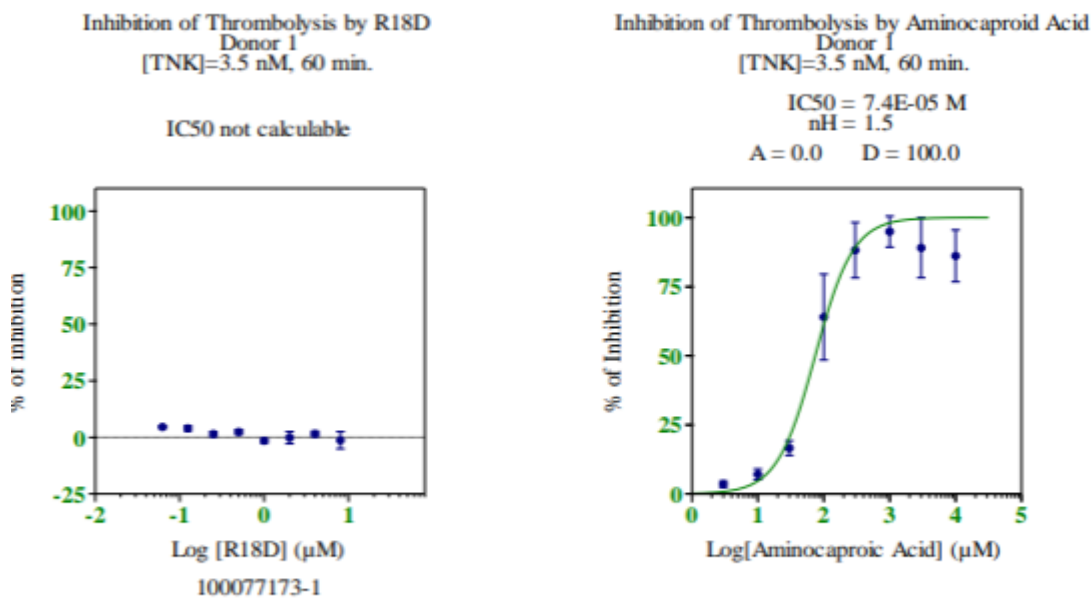 Inhibition of Thrombolysis by R18D
Donor 1
[TNK]=3.5 nM, 60 min.
IC50 not calculable
100
75
50
25
0
-25
-2
-1
0
1
% of Inhibition
Log [R18D] (µM)
100077173-1
Inhibition of Thrombolysis by Aminocaproid Acid
Donor 1
[TNK]=3.5 nM, 60 min.
IC50 = 7.4E-05 M
nH = 1.5
A = 0.0 D = 100.0
100
75
50
25
0
0
1
2
3
4
5
% of Inhibition
Log[Aminocaproic Acid] (µM)